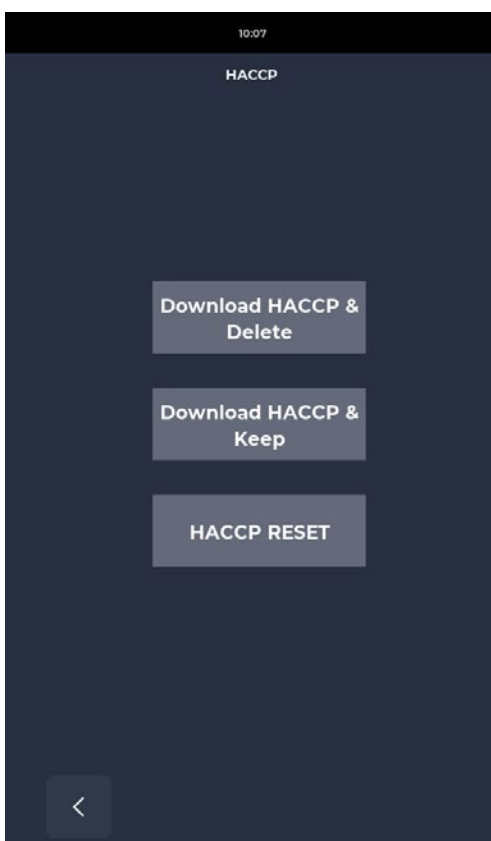 10:07
HACCP
Download HACCP &
Delete
Download HACCP &
Keep
HACCP RESET